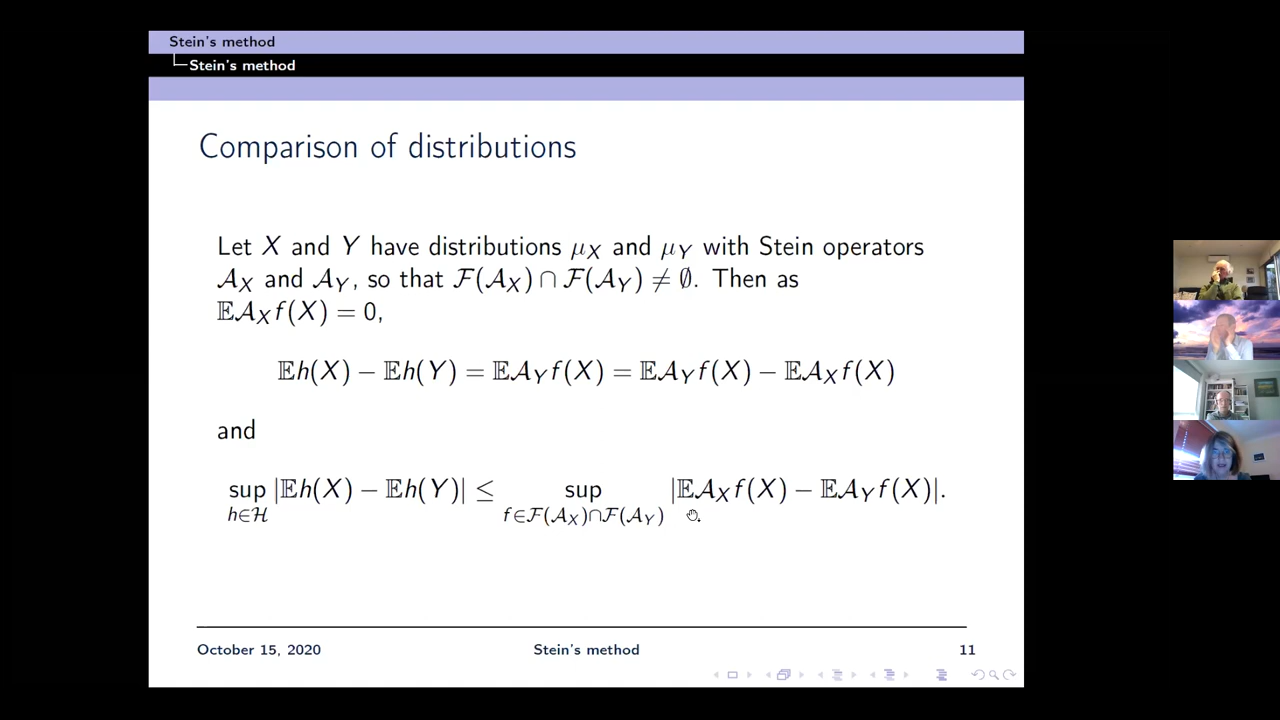 Stein's method
Stein's method
Comparison of distributions
Let X and Y have distributions μ_X and μ_Y with Stein operators
𝒜_X and 𝒜_Y, so that ℱ(𝒜_X) ∩ ℱ(𝒜_Y) ≠ ∅. Then as
𝔼𝒜_X f(X) = 0,
𝔼h(X) − 𝔼h(Y) = 𝔼𝒜_Y f(X) = 𝔼𝒜_Y f(X) − 𝔼𝒜_X f(X)
and
sup_{h∈ℋ} |𝔼h(X) − 𝔼h(Y)| ≤ sup_{f∈ℱ(𝒜_X)∩ℱ(𝒜_Y)} |𝔼𝒜_X f(X) − 𝔼𝒜_Y f(X)|.
October 15, 2020 Stein's method 11